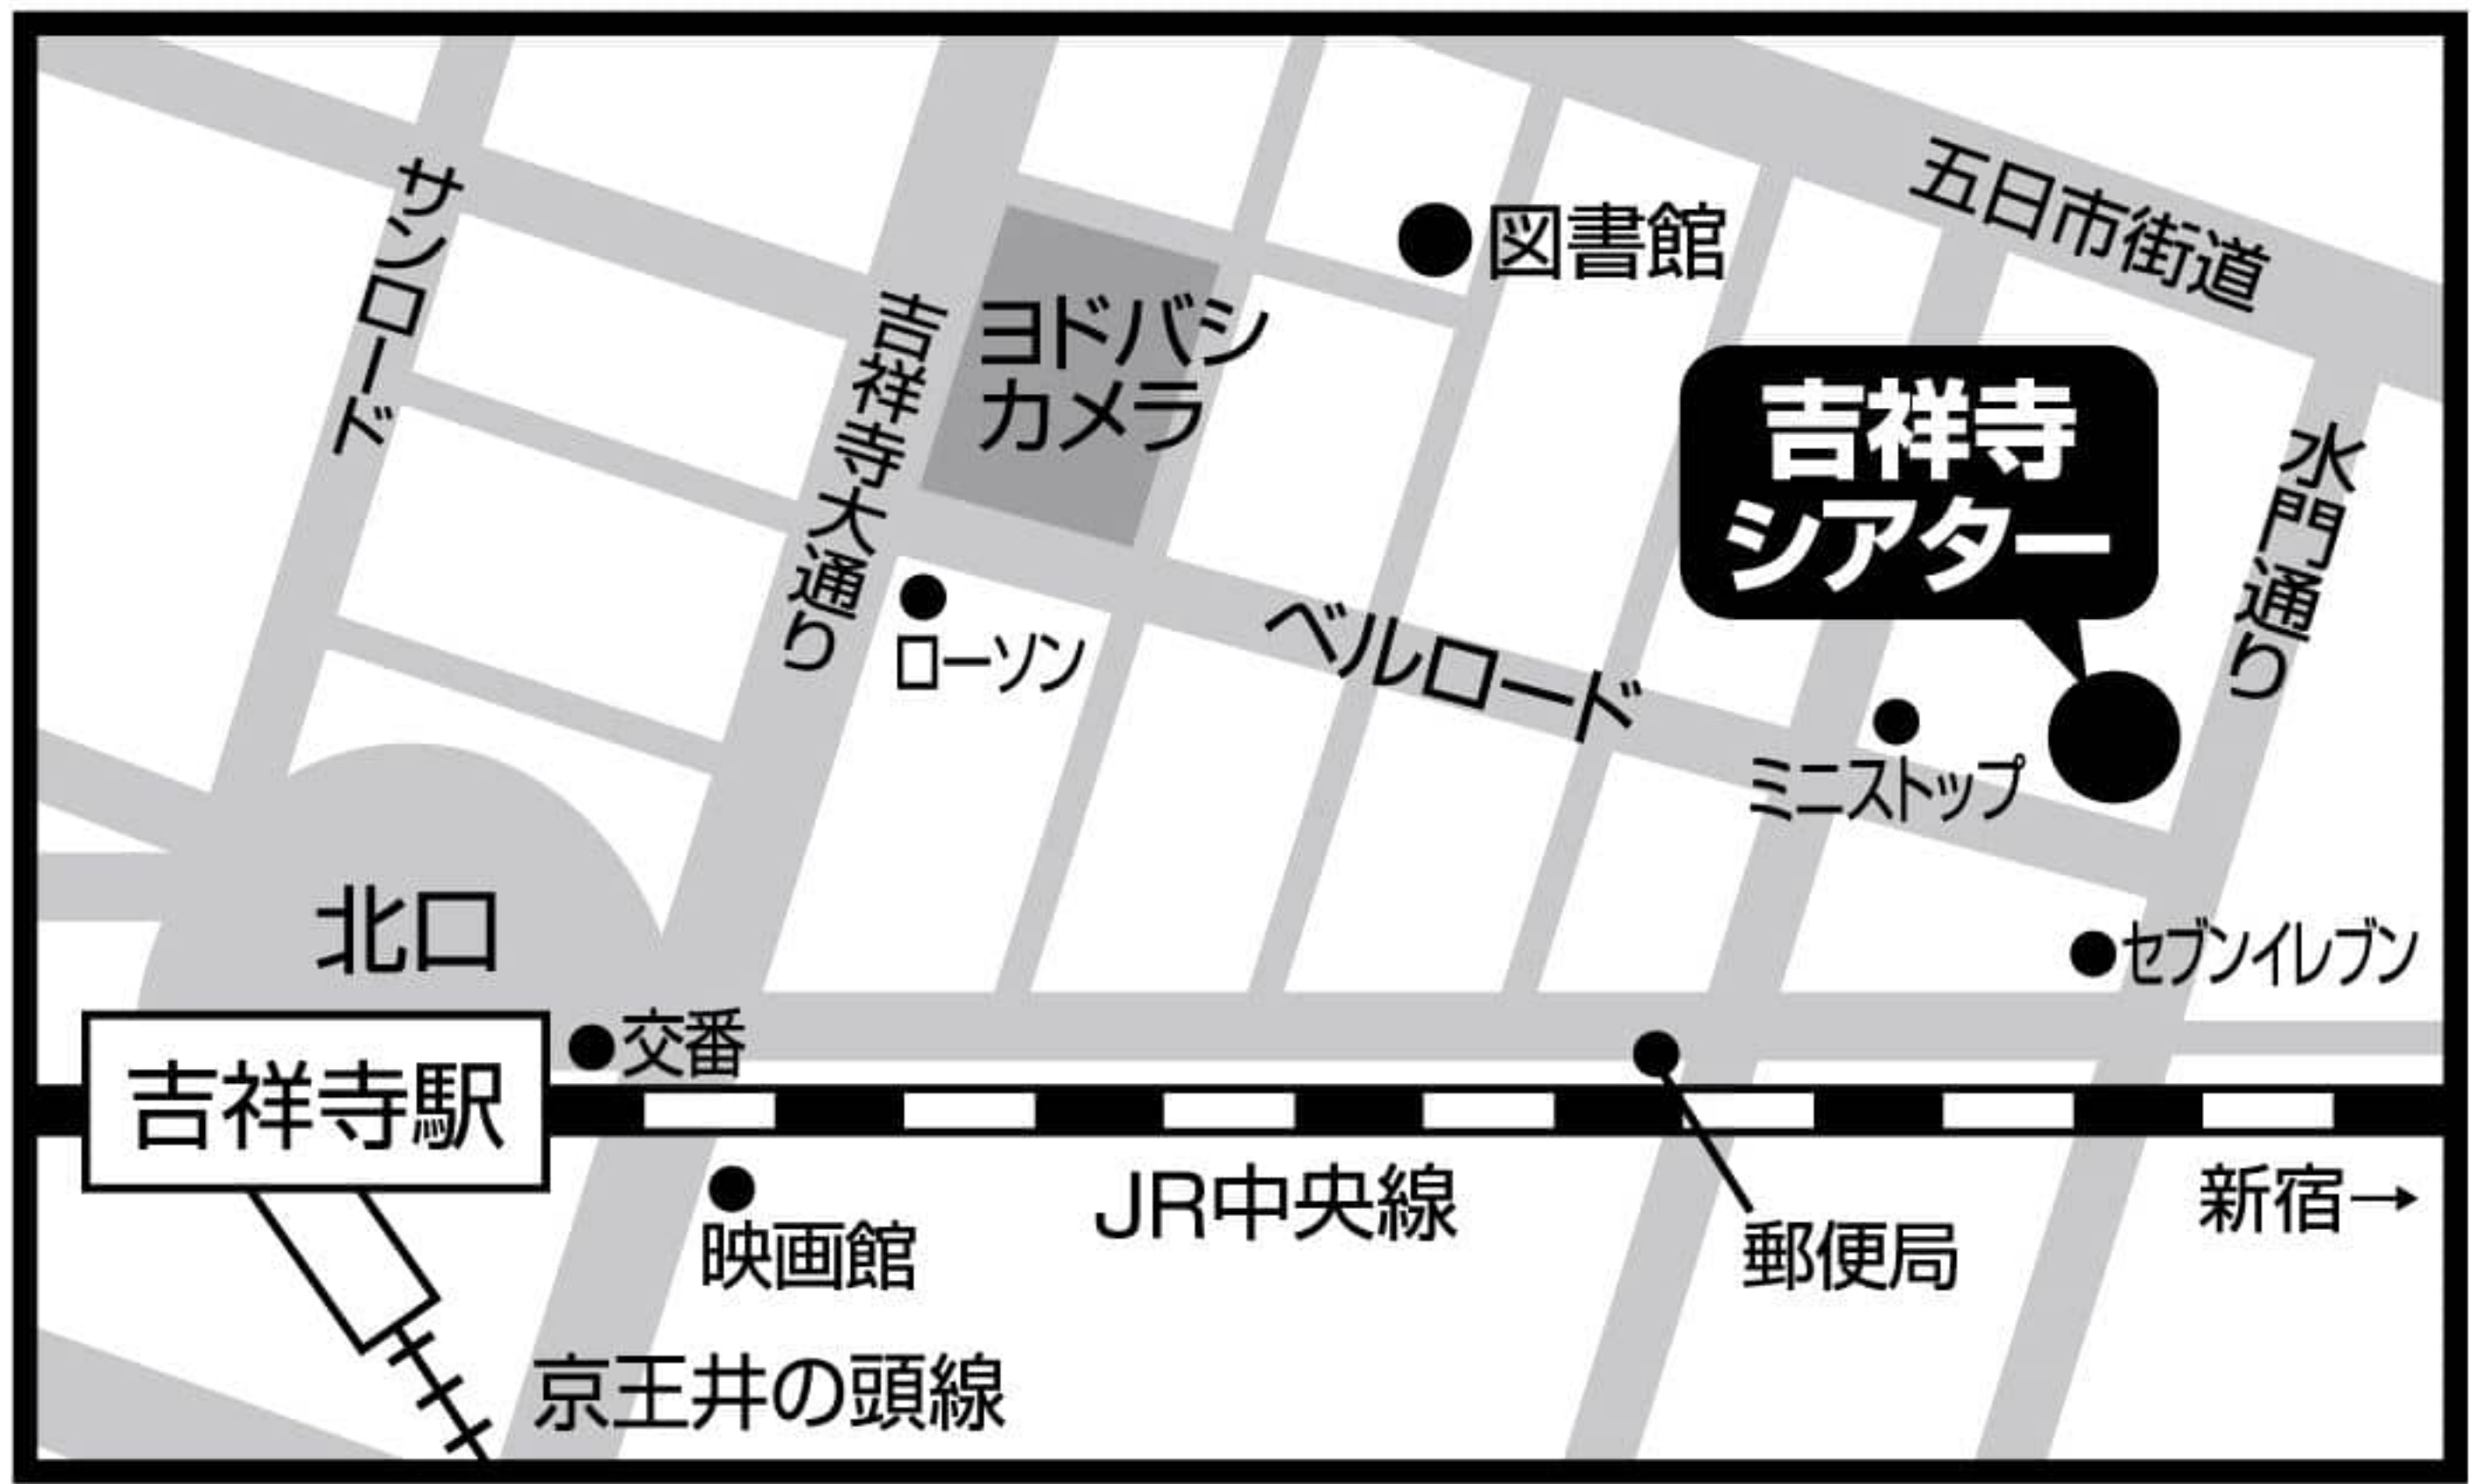 サンロード
吉祥寺大通り
ヨドバシ
カメラ
図書館
五日市街道
吉祥寺
シアター
水門通り
ローソン
ベルロード
ミニストップ
北口
セブンイレブン
交番
吉祥寺駅
JR中央線
新宿→
映画館
郵便局
京王井の頭線